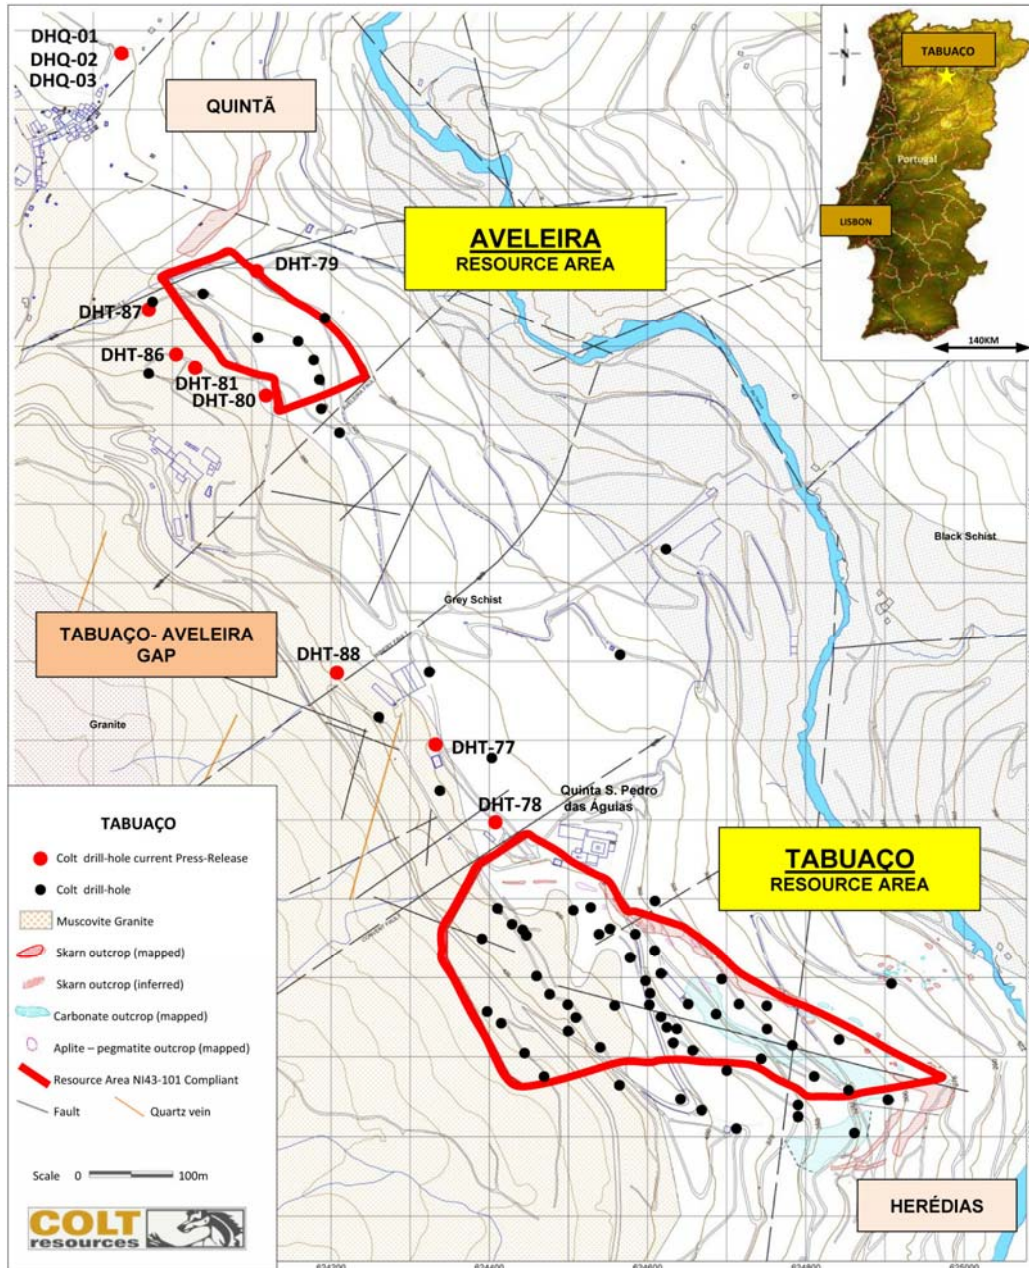 DHQ-01
DHQ-02
DHQ-03
QUINTÃ
N
TABUAÇO
Portugal
LISBON
140KM
AVELEIRA
RESOURCE AREA
DHT-79
DHT-87
DHT-86
DHT-81
DHT-80
Black Schist
Grey Schist
TABUAÇO- AVELEIRA
GAP
DHT-88
Granite
DHT-77
DHT-78
Quinta S. Pedro
das Águias
TABUAÇO
RESOURCE AREA
TABUAÇO
Colt drill-hole current Press-Release
Colt drill-hole
Muscovite Granite
Skarn outcrop (mapped)
Skarn outcrop (inferred)
Carbonate outcrop (mapped)
Aplite – pegmatite outcrop (mapped)
Resource Area NI43-101 Compliant
Fault
Quartz vein
Scale 0 100m
COLT
resources
HERÉDIAS